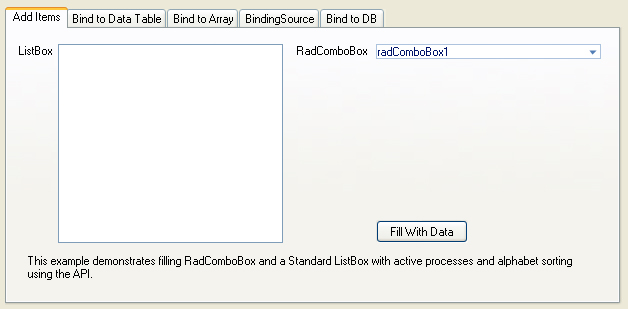 Add Items Bind to Data Table Bind to Array BindingSource Bind to DB
ListBox RadComboBox radComboBox1
Fill With Data
This example demonstrates filling RadComboBox and a Standard ListBox with active processes and alphabet sorting
using the API.